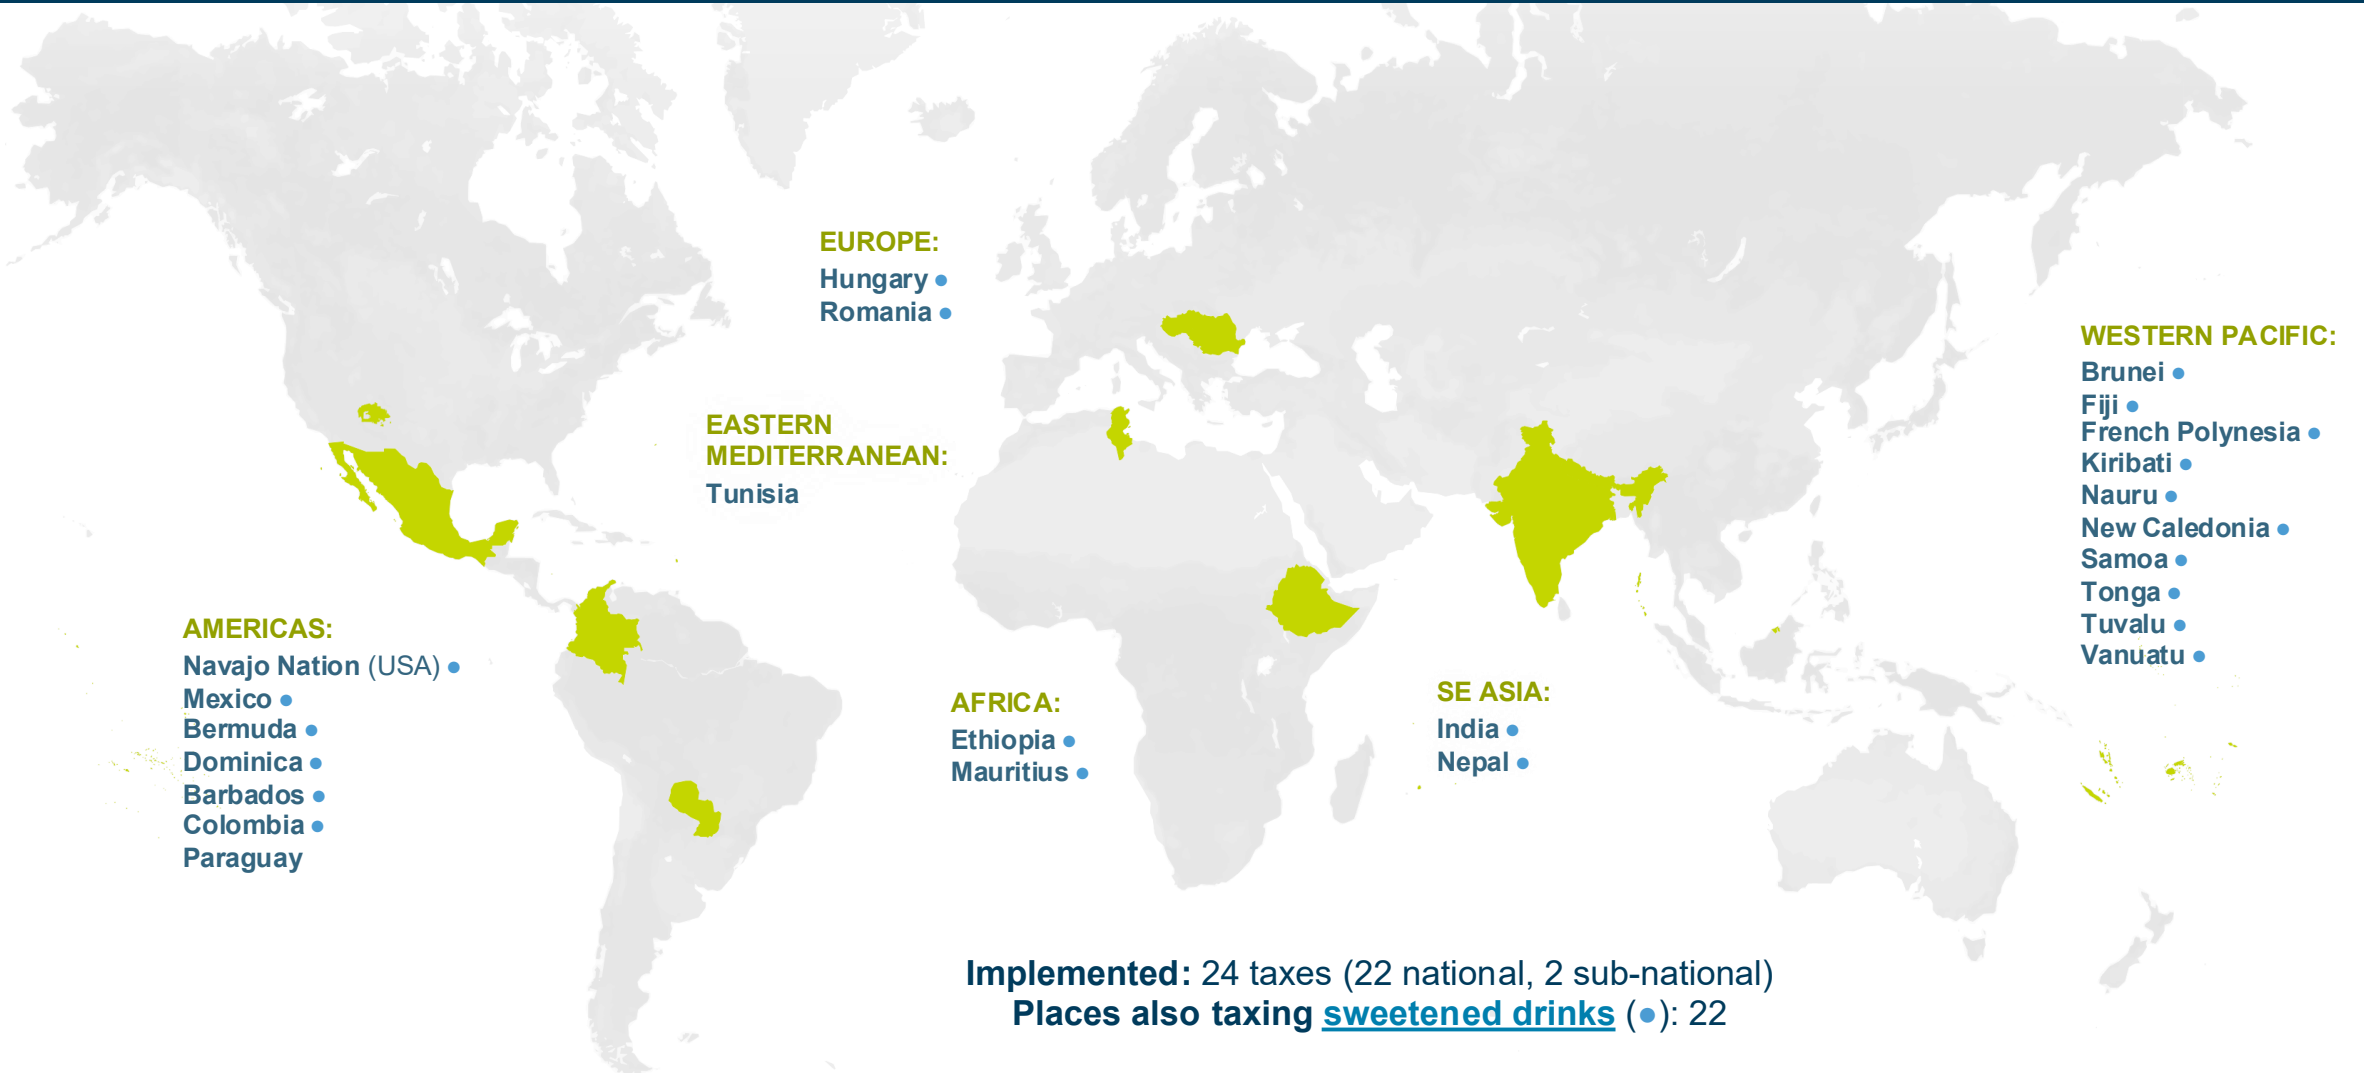 EUROPE:
Hungary ●
Romania ●
EASTERN
MEDITERRANEAN:
Tunisia
AMERICAS:
Navajo Nation (USA) ●
Mexico ●
Bermuda ●
Dominica ●
Barbados ●
Colombia ●
Paraguay
AFRICA:
Ethiopia ●
Mauritius ●
SE ASIA:
India ●
Nepal ●
WESTERN PACIFIC:
Brunei ●
Fiji ●
French Polynesia ●
Kiribati ●
Nauru ●
New Caledonia ●
Samoa ●
Tonga ●
Tuvalu ●
Vanuatu ●
Implemented: 24 taxes (22 national, 2 sub-national)
Places also taxing sweetened drinks (●): 22